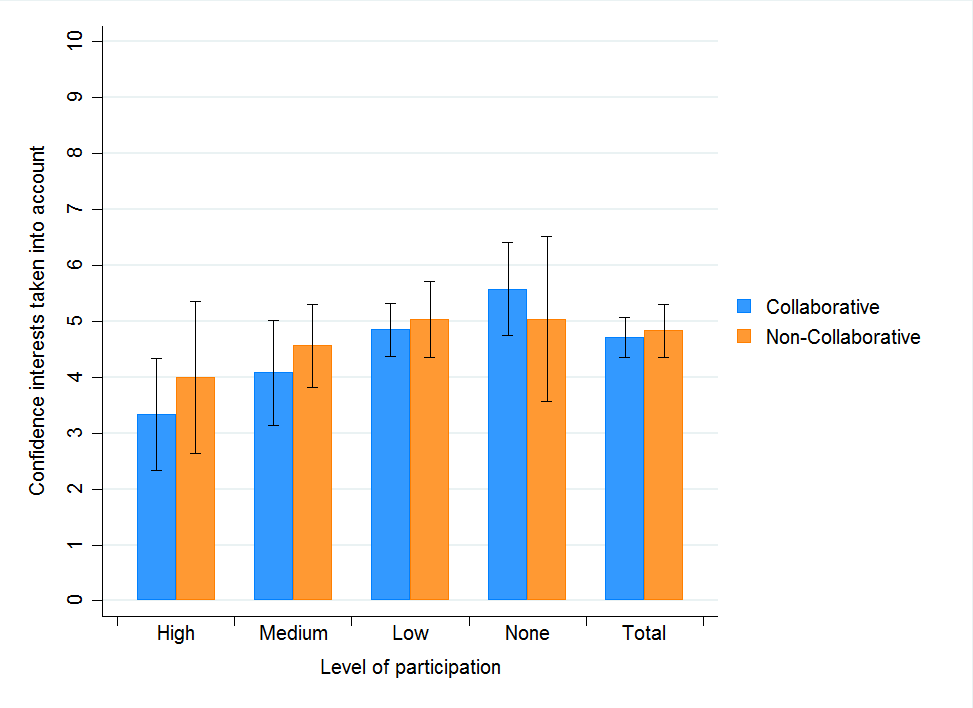 Confidence interests taken into account
10
9
8
7
6
5
4
3
2
1
0
High Medium Low None Total
Level of participation
Collaborative
Non-Collaborative